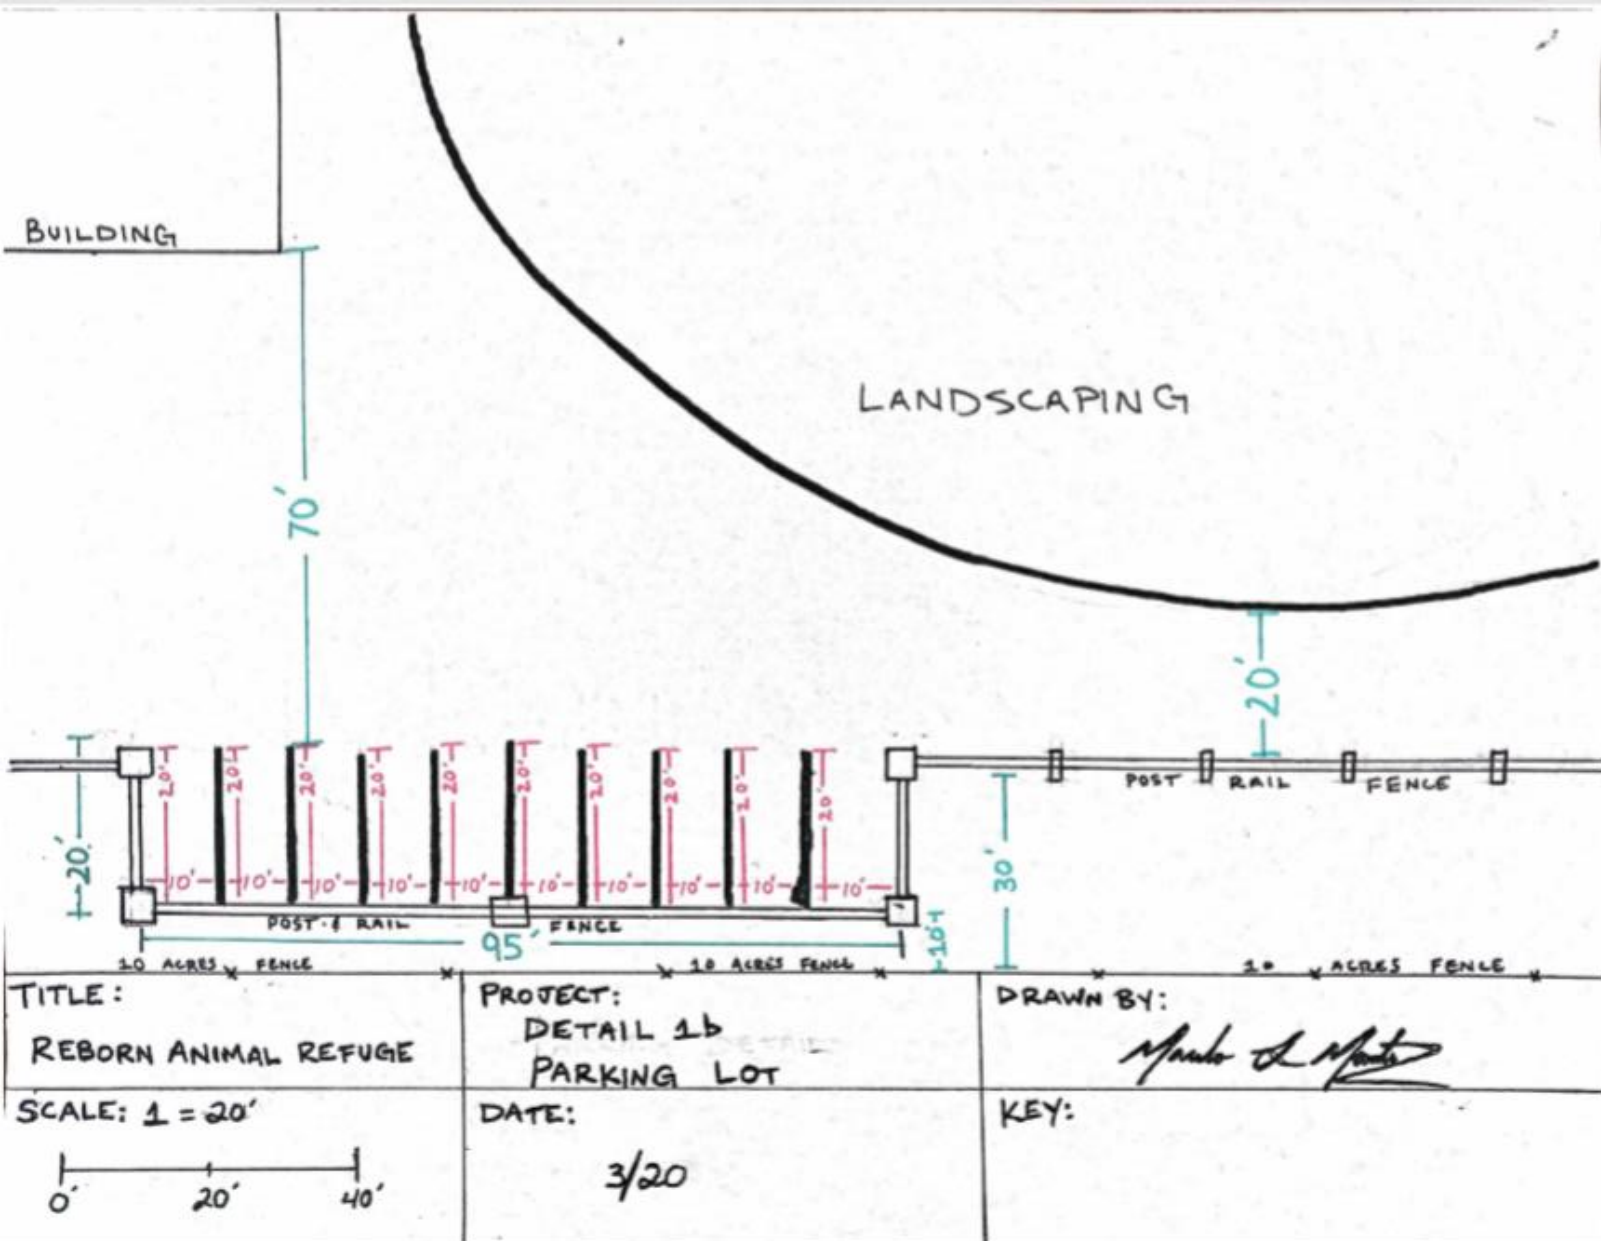 BUILDING
LANDSCAPING
70'
20'
20' 20' 20' 20' 20' 20' 20' 20' 20' 20'
POST RAIL FENCE
20'
30'
10' 10' 10' 10' 10' 10' 10' 10' 10' 10'
POST & RAIL FENCE
95'
10'
10 ACRES FENCE 10 ACRES FENCE 10 ACRES FENCE
TITLE:
REBORN ANIMAL REFUGE
PROJECT:
DETAIL 1b
PARKING LOT
DRAWN BY:
SCALE: 1 = 20'
0' 20' 40'
DATE:
3/20
KEY: